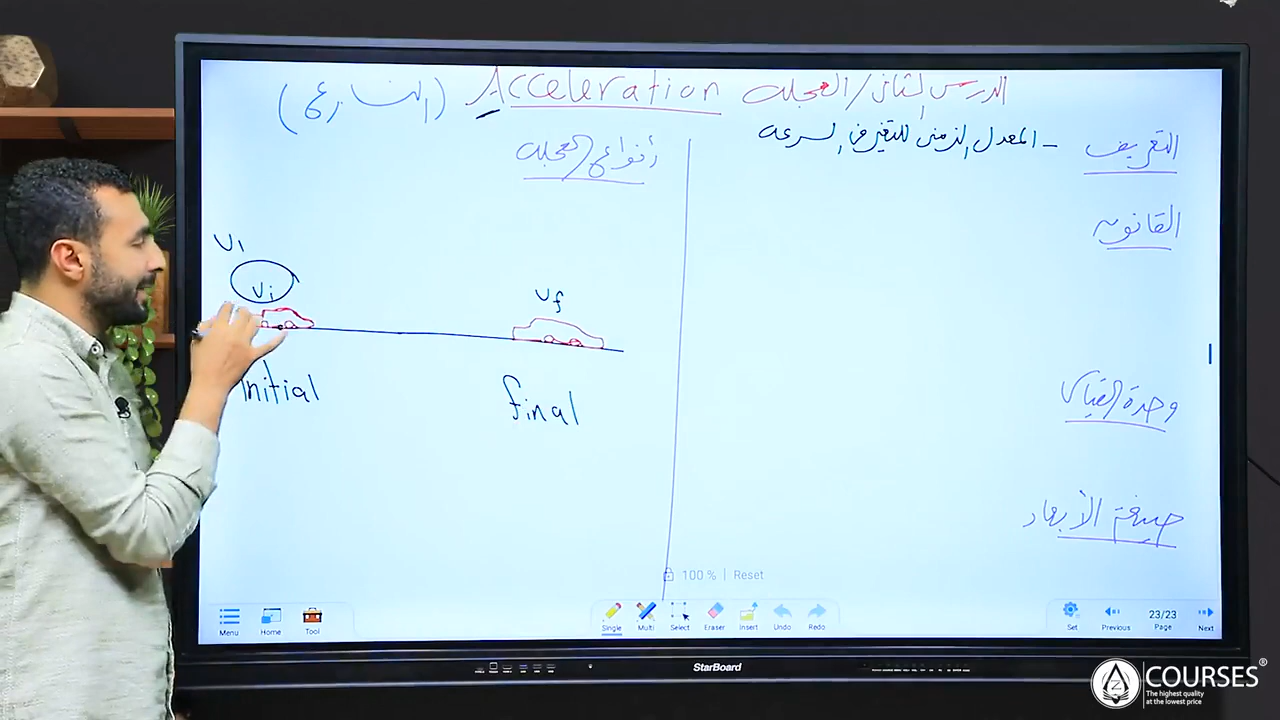 الدرس الثاني / العجلة Acceleration (التسارع)
التعريف - المعدل الزمني للتغير في السرعة
القانون
وحدة القياس
صيغة الأبعاد
أنواع العجلة
V1
Vi
Vf
initial
final
100 % | Reset
Menu Home Tool Single Multi Select Eraser Insert Undo Redo Set Previous 23/23 Page Next
StarBoard
COURSES®
The highest quality
at the lowest price